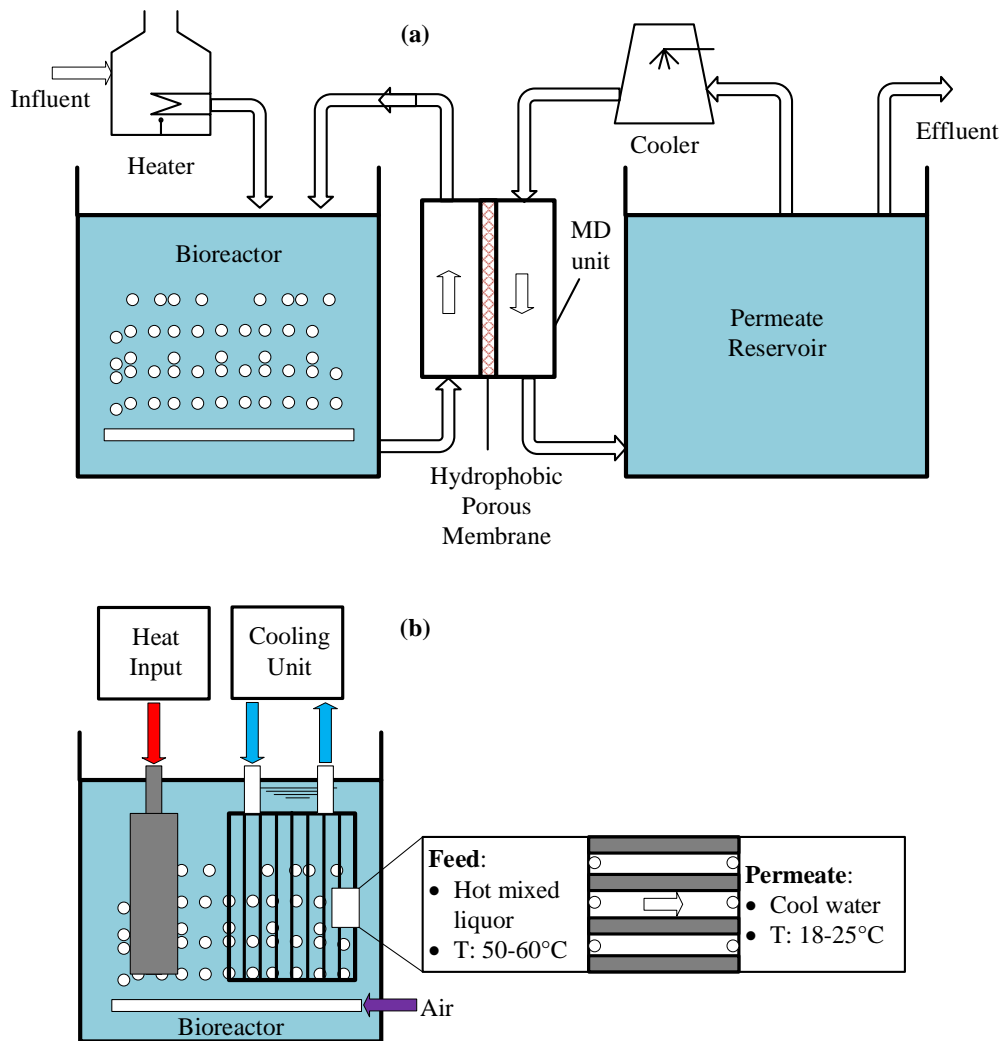 (a)
Influent
Heater
Cooler
Effluent
Bioreactor
MD
unit
Permeate
Reservoir
Hydrophobic
Porous
Membrane
(b)
Heat
Input
Cooling
Unit
Feed:
• Hot mixed
liquor
• T: 50-60°C
Permeate:
• Cool water
• T: 18-25°C
Air
Bioreactor